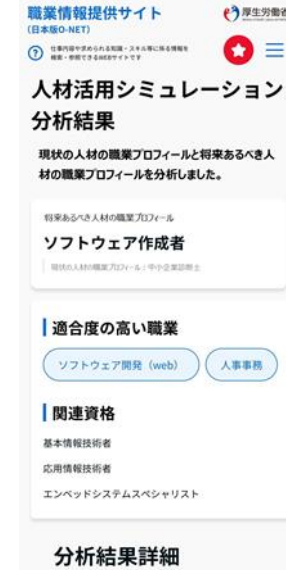 職業情報提供サイト
厚生労働省
(日本版O-NET)
仕事内容や求められる知識・スキル等に係る情報を
検索・参照できるWEBサイトです
人材活用シミュレーション
分析結果
現状の人材の職業プロフィールと将来あるべき人
材の職業プロフィールを分析しました。
将来あるべき人材の職業プロフィール
ソフトウェア作成者
現状の人材の職業プロフィール：中小企業診断士
適合度の高い職業
ソフトウェア開発（web）
人事事務
関連資格
基本情報技術者
応用情報技術者
エンベッドシステムスペシャリスト
分析結果詳細